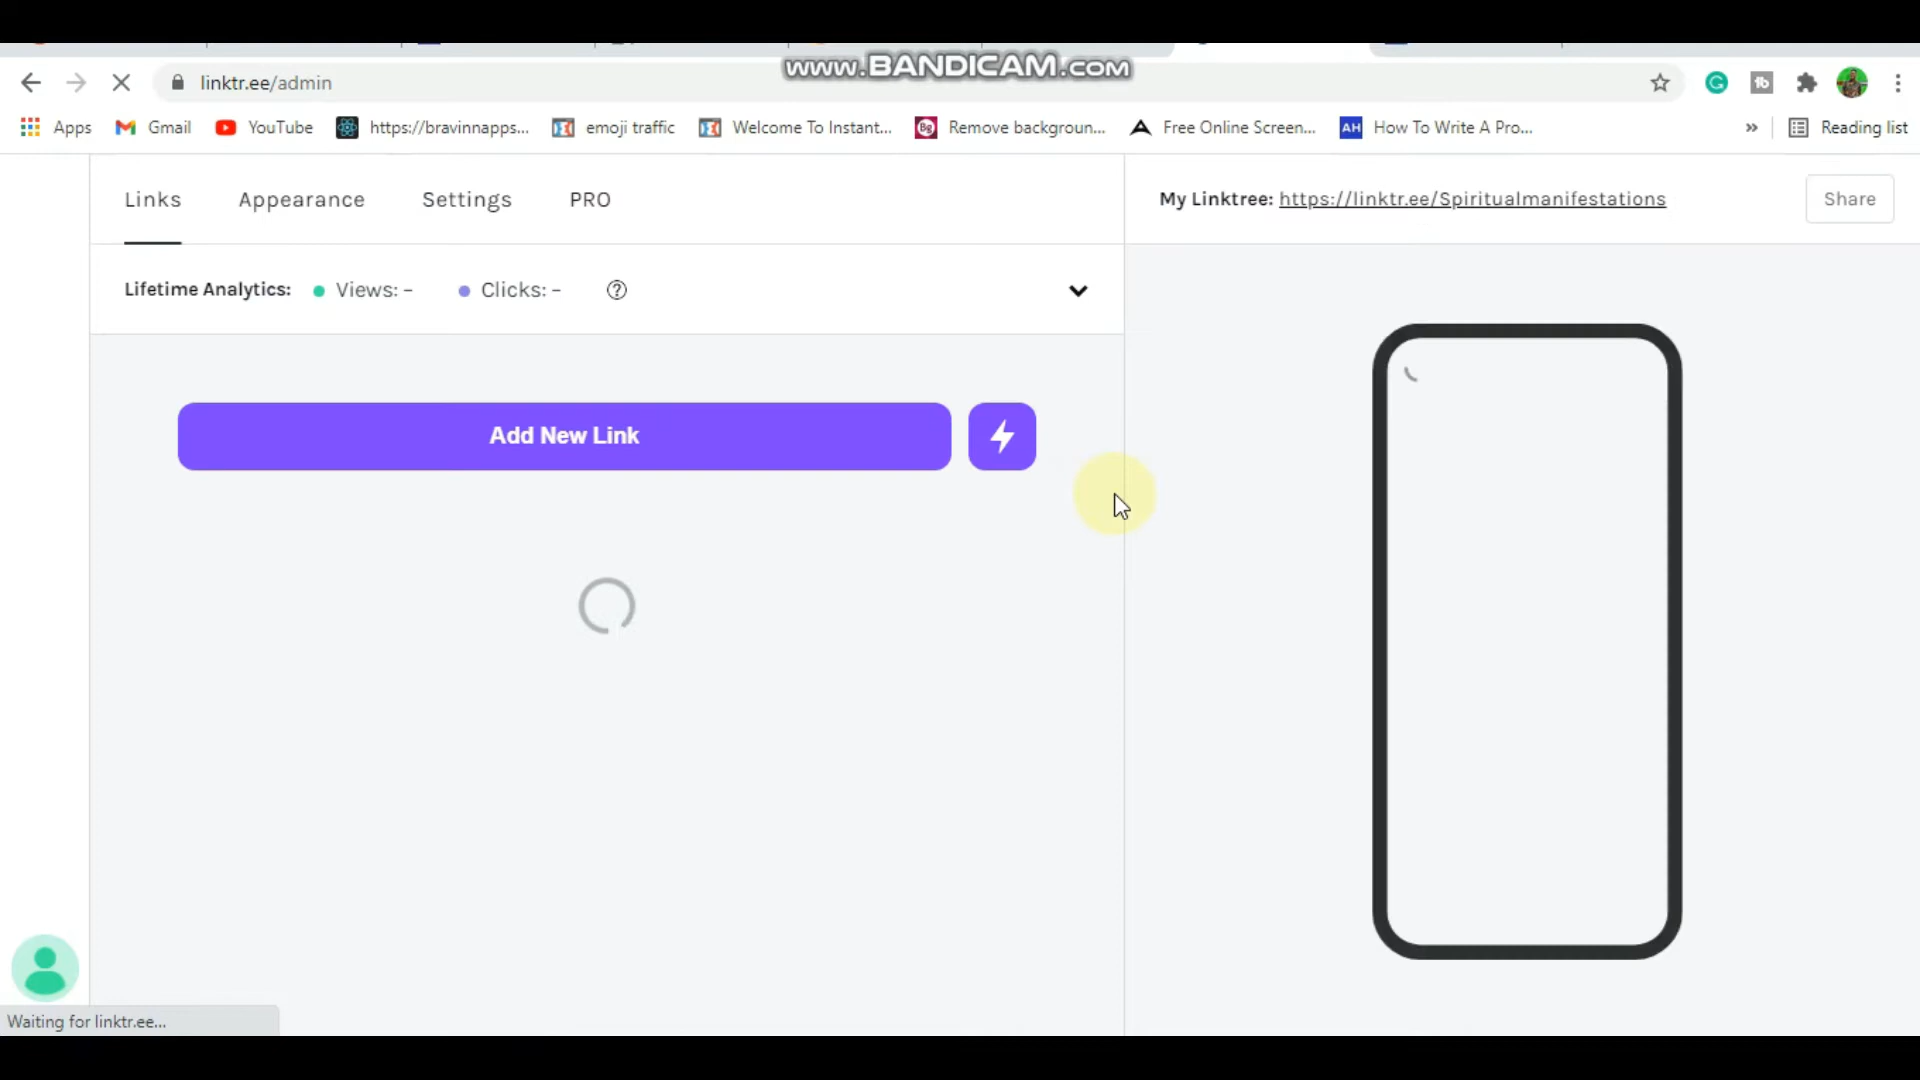 www.BANDICAM.com
linktr.ee/admin
Apps
Gmail
YouTube
https://bravinnapps...
emoji traffic
Welcome To Instant...
Bg
Remove backgroun...
Free Online Screen...
AH
How To Write A Pro...
»
Reading list
Links
Appearance
Settings
PRO
My Linktree: https://linktr.ee/Spiritualmanifestations
Share
Lifetime Analytics:
Views: -
Clicks: -
?
Add New Link
Waiting for linktr.ee...